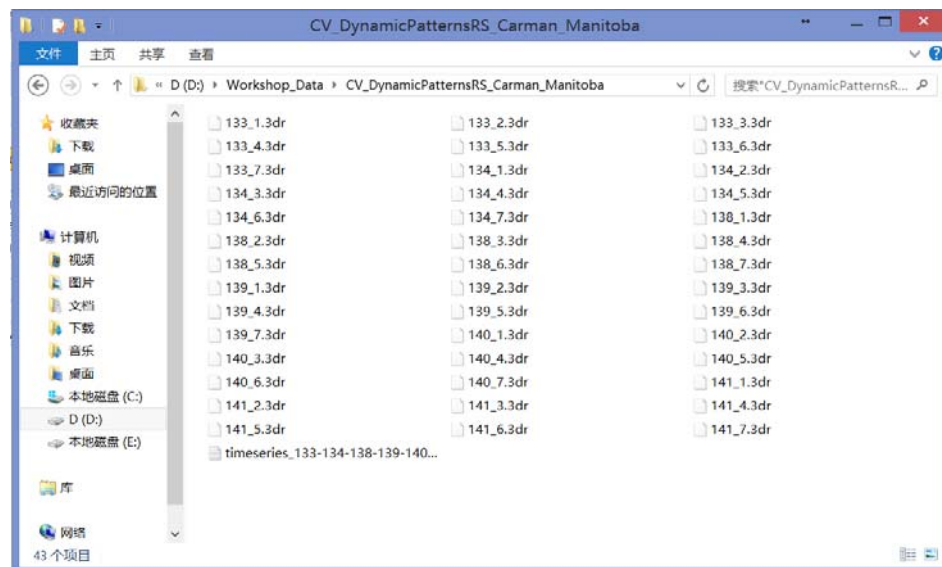 CV_DynamicPatternsRS_Carman_Manitoba
文件 主页 共享 查看
« D (D:) Workshop_Data CV_DynamicPatternsRS_Carman_Manitoba 搜索"CV_DynamicPatternsR...
收藏夹
下载
桌面
最近访问的位置
计算机
视频
图片
文档
下载
音乐
桌面
本地磁盘 (C:)
D (D:)
本地磁盘 (E:)
库
网络
133_1.3dr 133_2.3dr 133_3.3dr
133_4.3dr 133_5.3dr 133_6.3dr
133_7.3dr 134_1.3dr 134_2.3dr
134_3.3dr 134_4.3dr 134_5.3dr
134_6.3dr 134_7.3dr 138_1.3dr
138_2.3dr 138_3.3dr 138_4.3dr
138_5.3dr 138_6.3dr 138_7.3dr
139_1.3dr 139_2.3dr 139_3.3dr
139_4.3dr 139_5.3dr 139_6.3dr
139_7.3dr 140_1.3dr 140_2.3dr
140_3.3dr 140_4.3dr 140_5.3dr
140_6.3dr 140_7.3dr 141_1.3dr
141_2.3dr 141_3.3dr 141_4.3dr
141_5.3dr 141_6.3dr 141_7.3dr
timeseries_133-134-138-139-140...
43 个项目